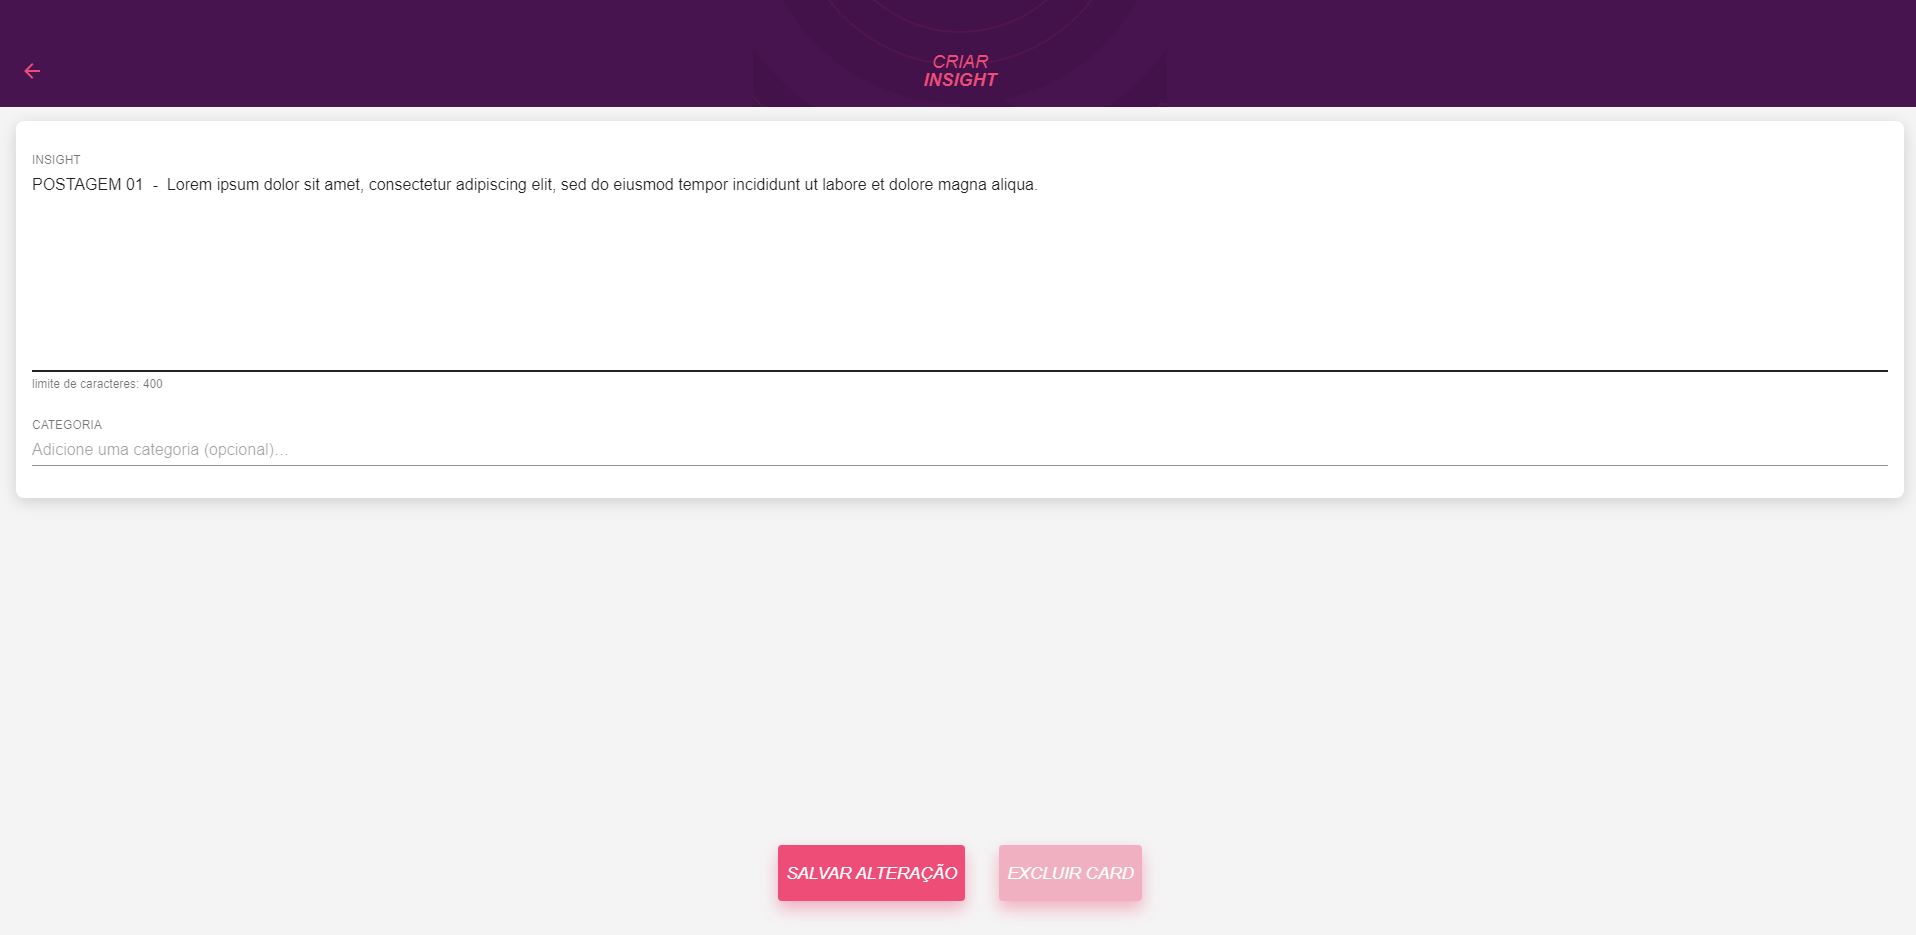 CRIAR
INSIGHT
INSIGHT
POSTAGEM 01  -  Lorem ipsum dolor sit amet, consectetur adipiscing elit, sed do eiusmod tempor incididunt ut labore et dolore magna aliqua.
limite de caracteres: 400
CATEGORIA
Adicione uma categoria (opcional)...
SALVAR ALTERAÇÃO
EXCLUIR CARD